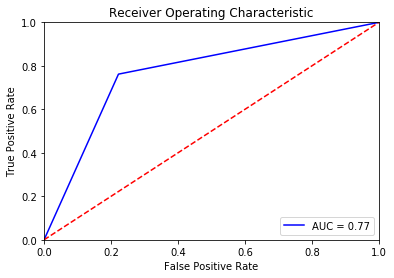 Receiver Operating Characteristic
1.0
0.8
0.6
0.4
0.2
0.0
True Positive Rate
AUC = 0.77
0.0 0.2 0.4 0.6 0.8 1.0
False Positive Rate